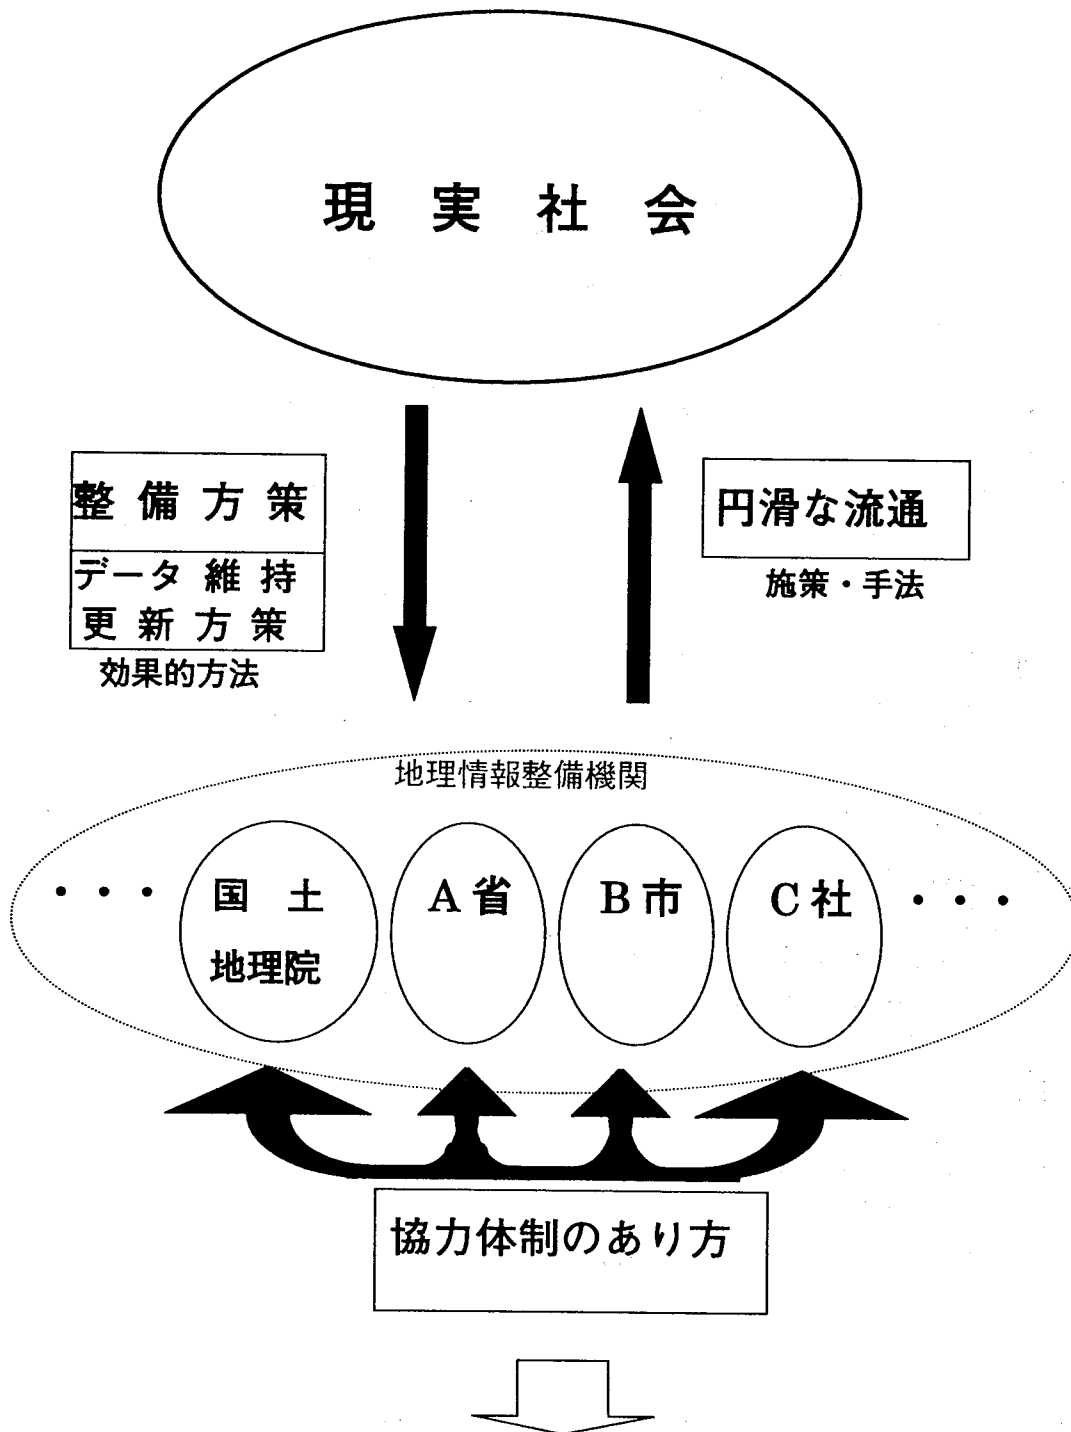 現実社会
整備方策
データ維持
更新方策
効果的方法
円滑な流通
施策・手法
地理情報整備機関
・・・
国土
地理院
A省
B市
C社
・・・
協力体制のあり方